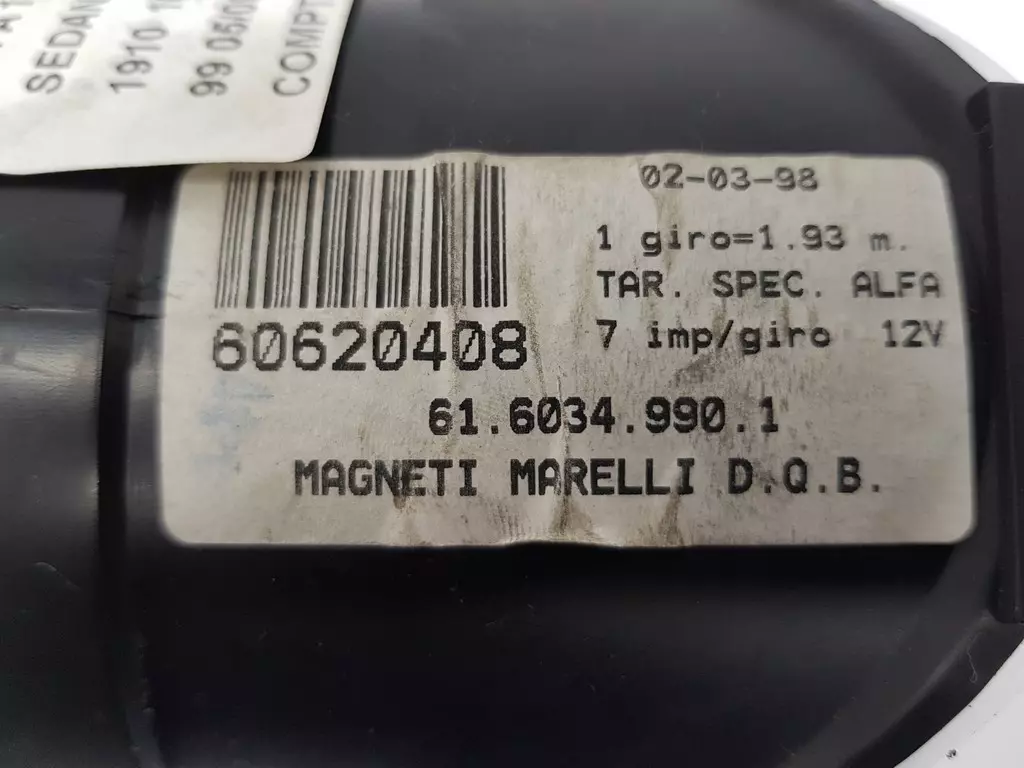 SEDAN
1910
99 05/0
COMPT
02-03-98
1 giro=1.93 m.
TAR. SPEC. ALFA
7 imp/giro 12V
60620408
61.6034.990.1
MAGNETI MARELLI D.Q.B.